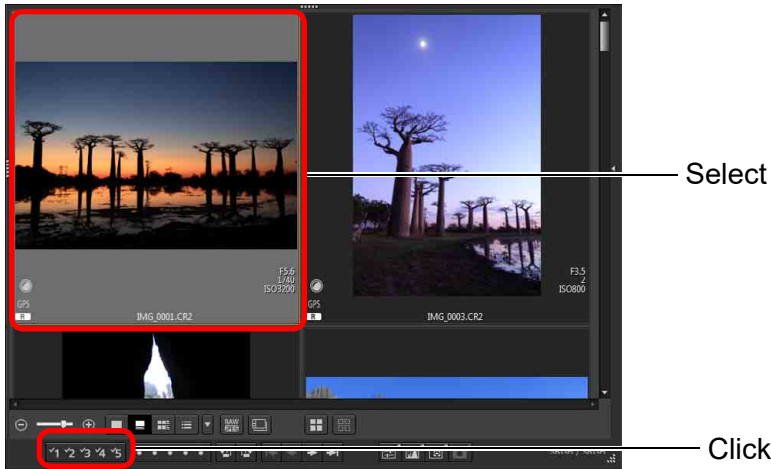 F5.6
1/40
ISO3200
GPS
R
IMG_0001.CR2
F3.5
2
ISO800
GPS
R
IMG_0003.CR2
Select
RAW
JPEG
1 2 3 4 5
Click